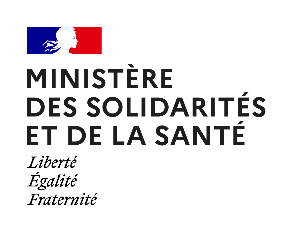 MINISTÈRE
DES SOLIDARITÉS
ET DE LA SANTÉ
Liberté
Égalité
Fraternité